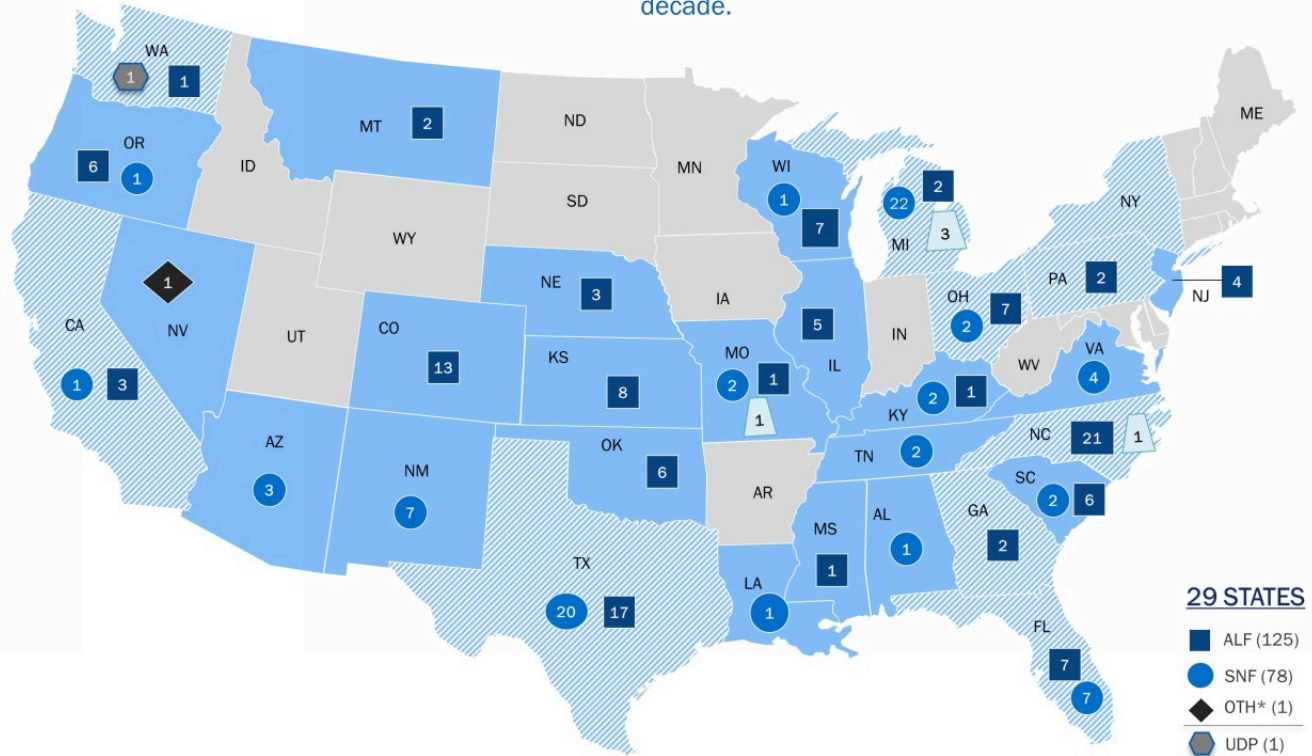 decade.
WA
1
1
MT
2
ND
MN
ME
OR
6
1
ID
SD
WI
1
7
22
2
MI
3
NY
WY
NV
1
NE
3
IA
PA
2
NJ
4
CA
1
3
UT
CO
13
KS
8
MO
2
1
1
IL
5
IN
OH
2
7
WV
VA
4
KY
2
1
AZ
3
NM
7
OK
6
AR
TN
2
NC
21
1
SC
2
6
MS
1
AL
1
GA
2
TX
20
17
LA
1
FL
7
7
29 STATES
ALF (125)
SNF (78)
OTH* (1)
UDP (1)